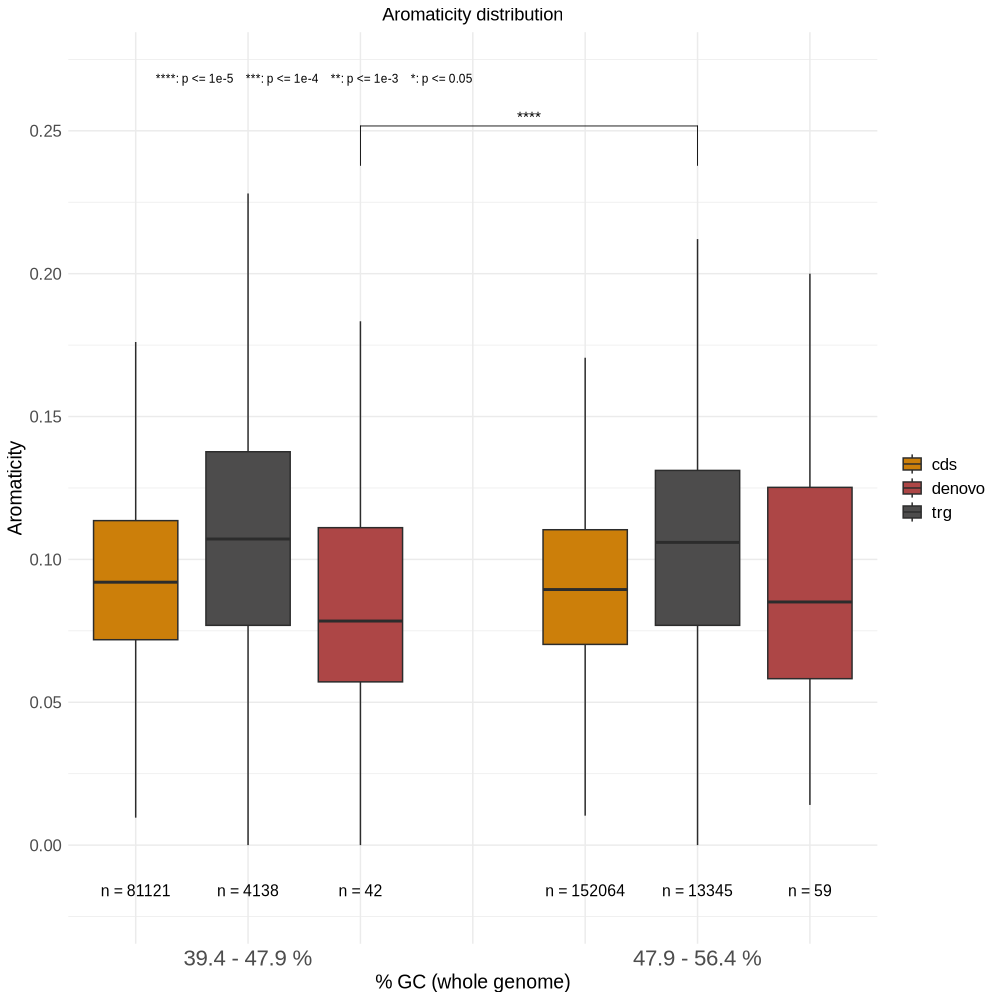 Aromaticity distribution
****: p <= 1e-5 ***: p <= 1e-4 **: p <= 1e-3 *: p <= 0.05
****
0.25
0.20
0.15
0.10
0.05
0.00
Aromaticity
cds
denovo
trg
n = 81121 n = 4138 n = 42 n = 152064 n = 13345 n = 59
39.4 - 47.9 % 47.9 - 56.4 %
% GC (whole genome)